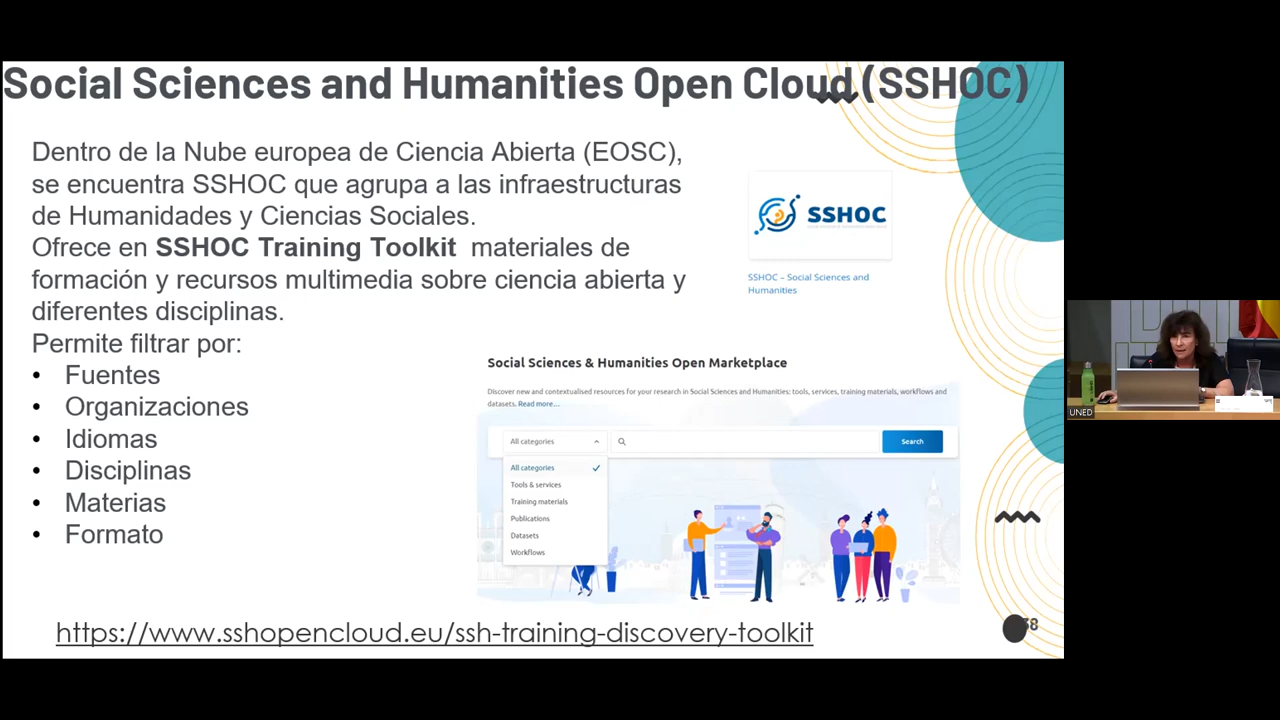 Social Sciences and Humanities Open Cloud (SSHOC)
Dentro de la Nube europea de Ciencia Abierta (EOSC),
se encuentra SSHOC que agrupa a las infraestructuras
de Humanidades y Ciencias Sociales.
Ofrece en SSHOC Training Toolkit materiales de
formación y recursos multimedia sobre ciencia abierta y
diferentes disciplinas.
Permite filtrar por:
• Fuentes
• Organizaciones
• Idiomas
• Disciplinas
• Materias
• Formato
SSHOC
SSHOC – Social Sciences and
Humanities
Social Sciences & Humanities Open Marketplace
Discover new and contextualised resources for your research in Social Sciences and Humanities: tools, services, training materials, workflows and
datasets. Read more...
All categories
Search
All categories
Tools & services
Training materials
Publications
Datasets
Workflows
https://www.sshopencloud.eu/ssh-training-discovery-toolkit
38
UNED